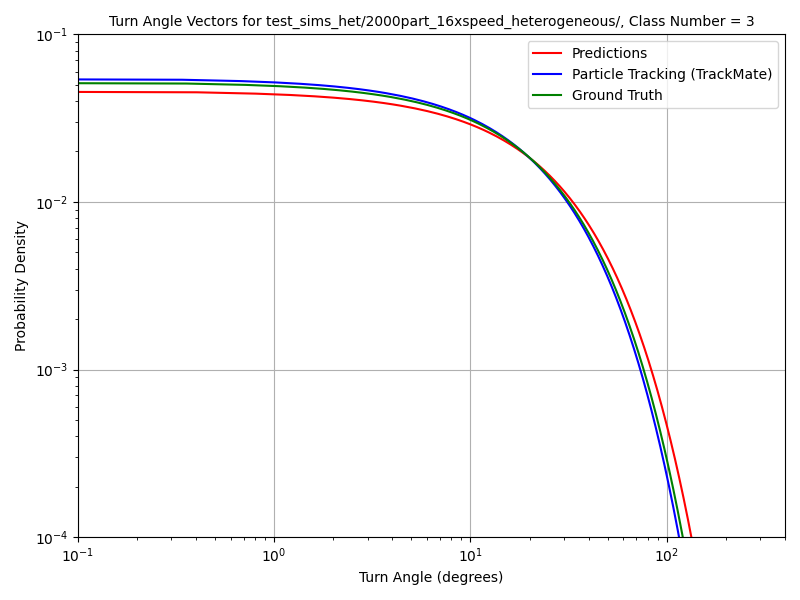 Turn Angle Vectors for test_sims_het/2000part_16xspeed_heterogeneous/, Class Number = 3
Predictions
Particle Tracking (TrackMate)
Ground Truth
Probability Density
10⁻¹
10⁻²
10⁻³
10⁻⁴
10⁻¹ 10⁰ 10¹ 10²
Turn Angle (degrees)